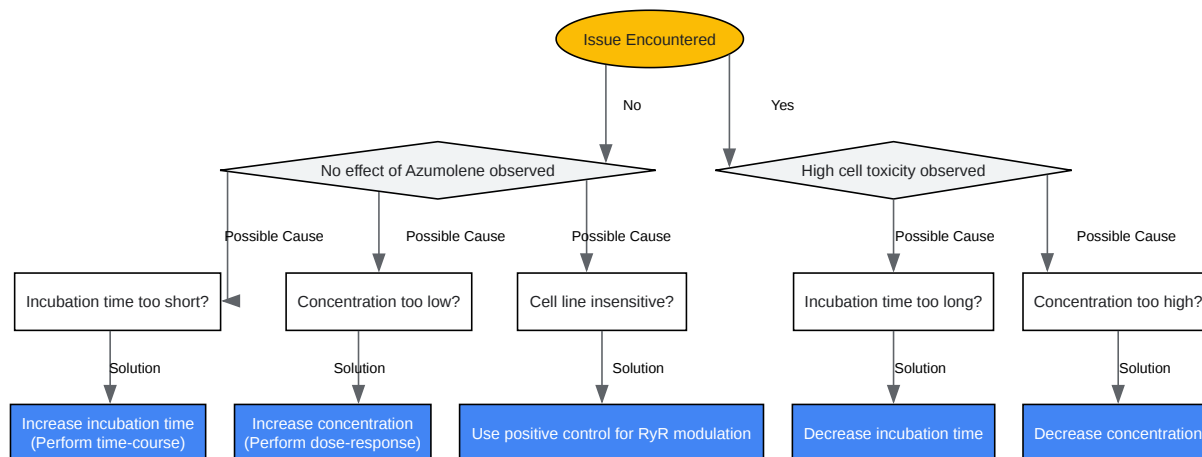 Issue Encountered
No
Yes
No effect of Azumolene observed
High cell toxicity observed
Possible Cause
Possible Cause
Possible Cause
Possible Cause
Possible Cause
Incubation time too short?
Concentration too low?
Cell line insensitive?
Incubation time too long?
Concentration too high?
Solution
Solution
Solution
Solution
Solution
Increase incubation time
(Perform time-course)
Increase concentration
(Perform dose-response)
Use positive control for RyR modulation
Decrease incubation time
Decrease concentration